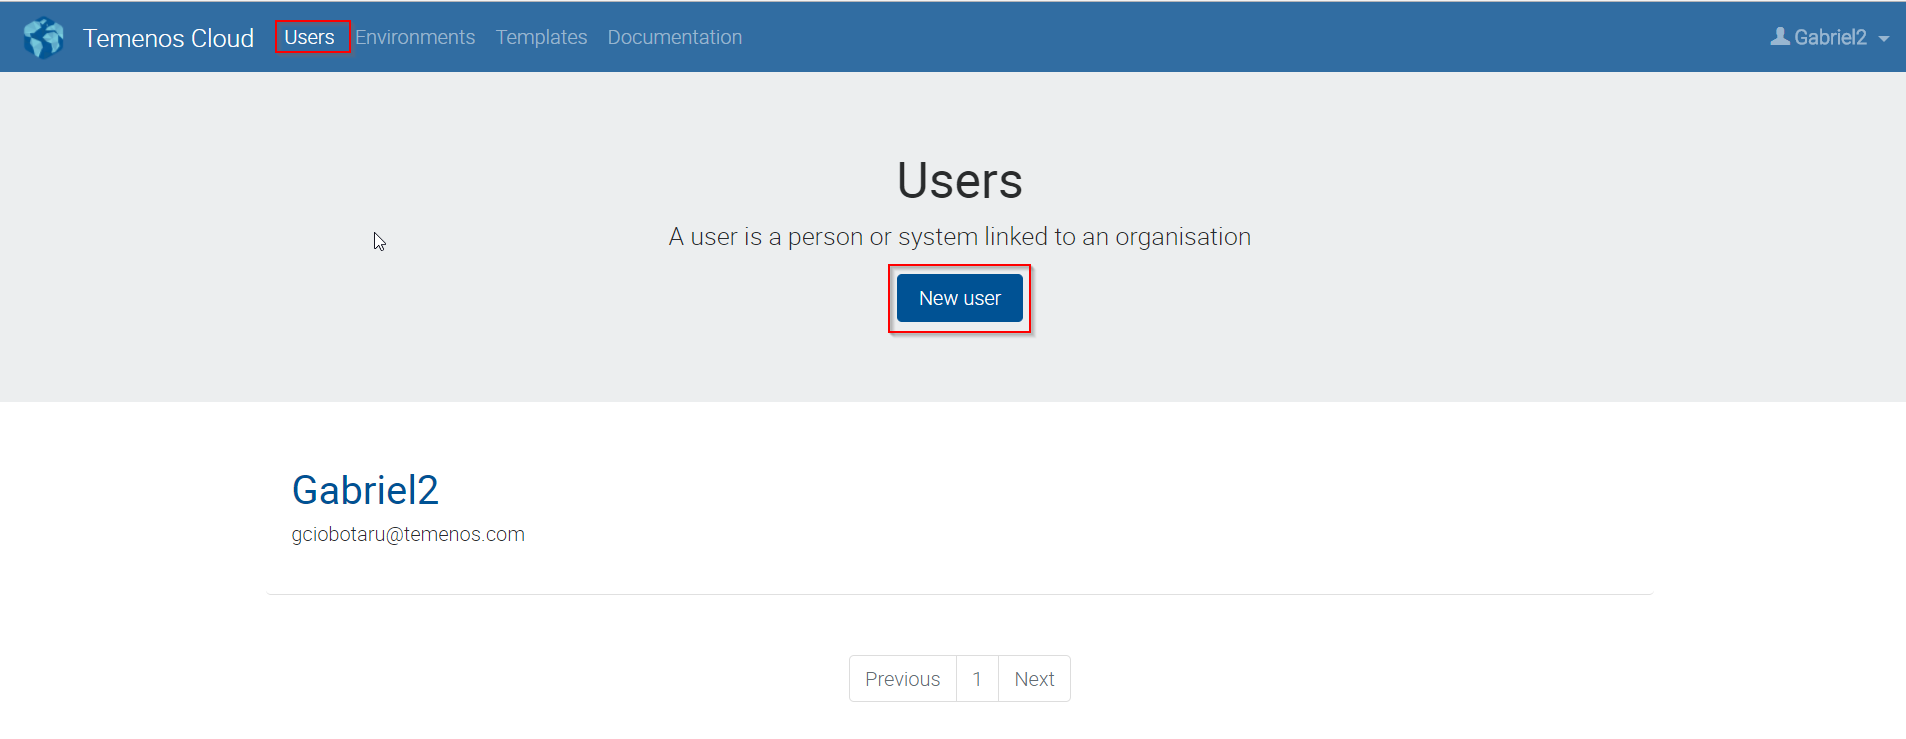 Temenos Cloud Users Environments Templates Documentation Gabriel2
Users
A user is a person or system linked to an organisation
New user
Gabriel2
gciobotaru@temenos.com
Previous 1 Next